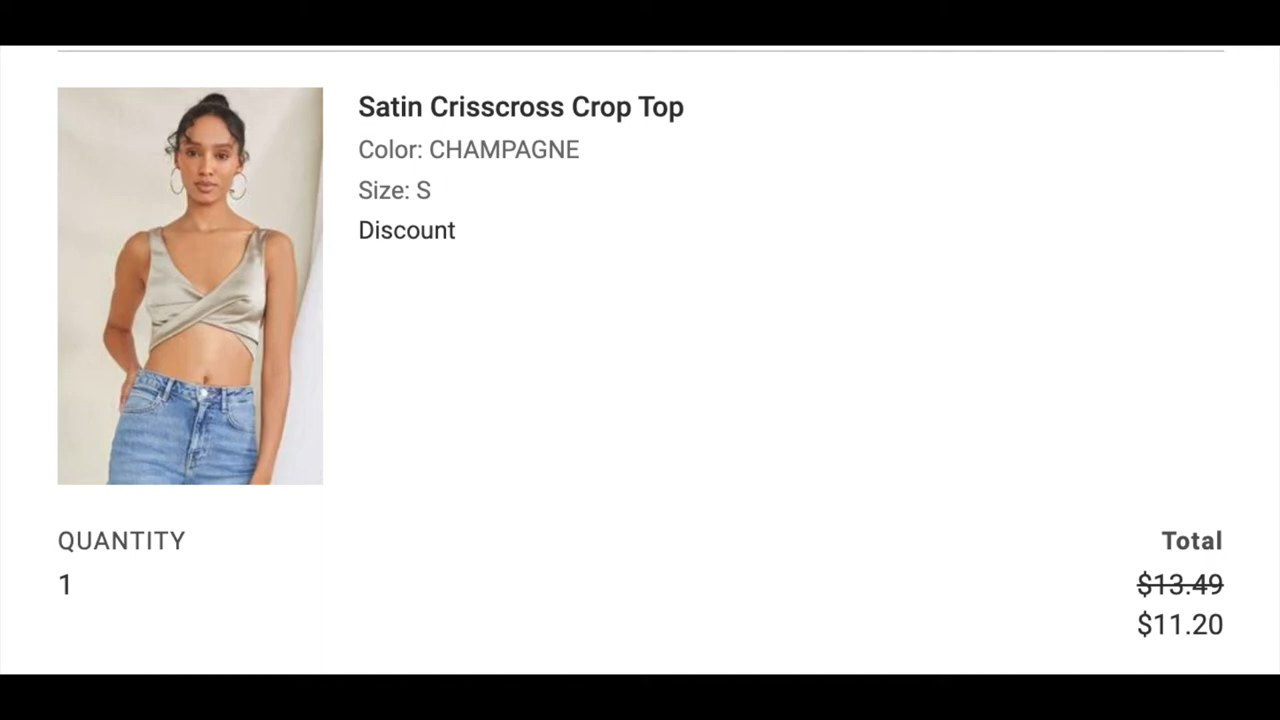 Satin Crisscross Crop Top
Color: CHAMPAGNE
Size: S
Discount
QUANTITY
Total
1
$13.49
$11.20